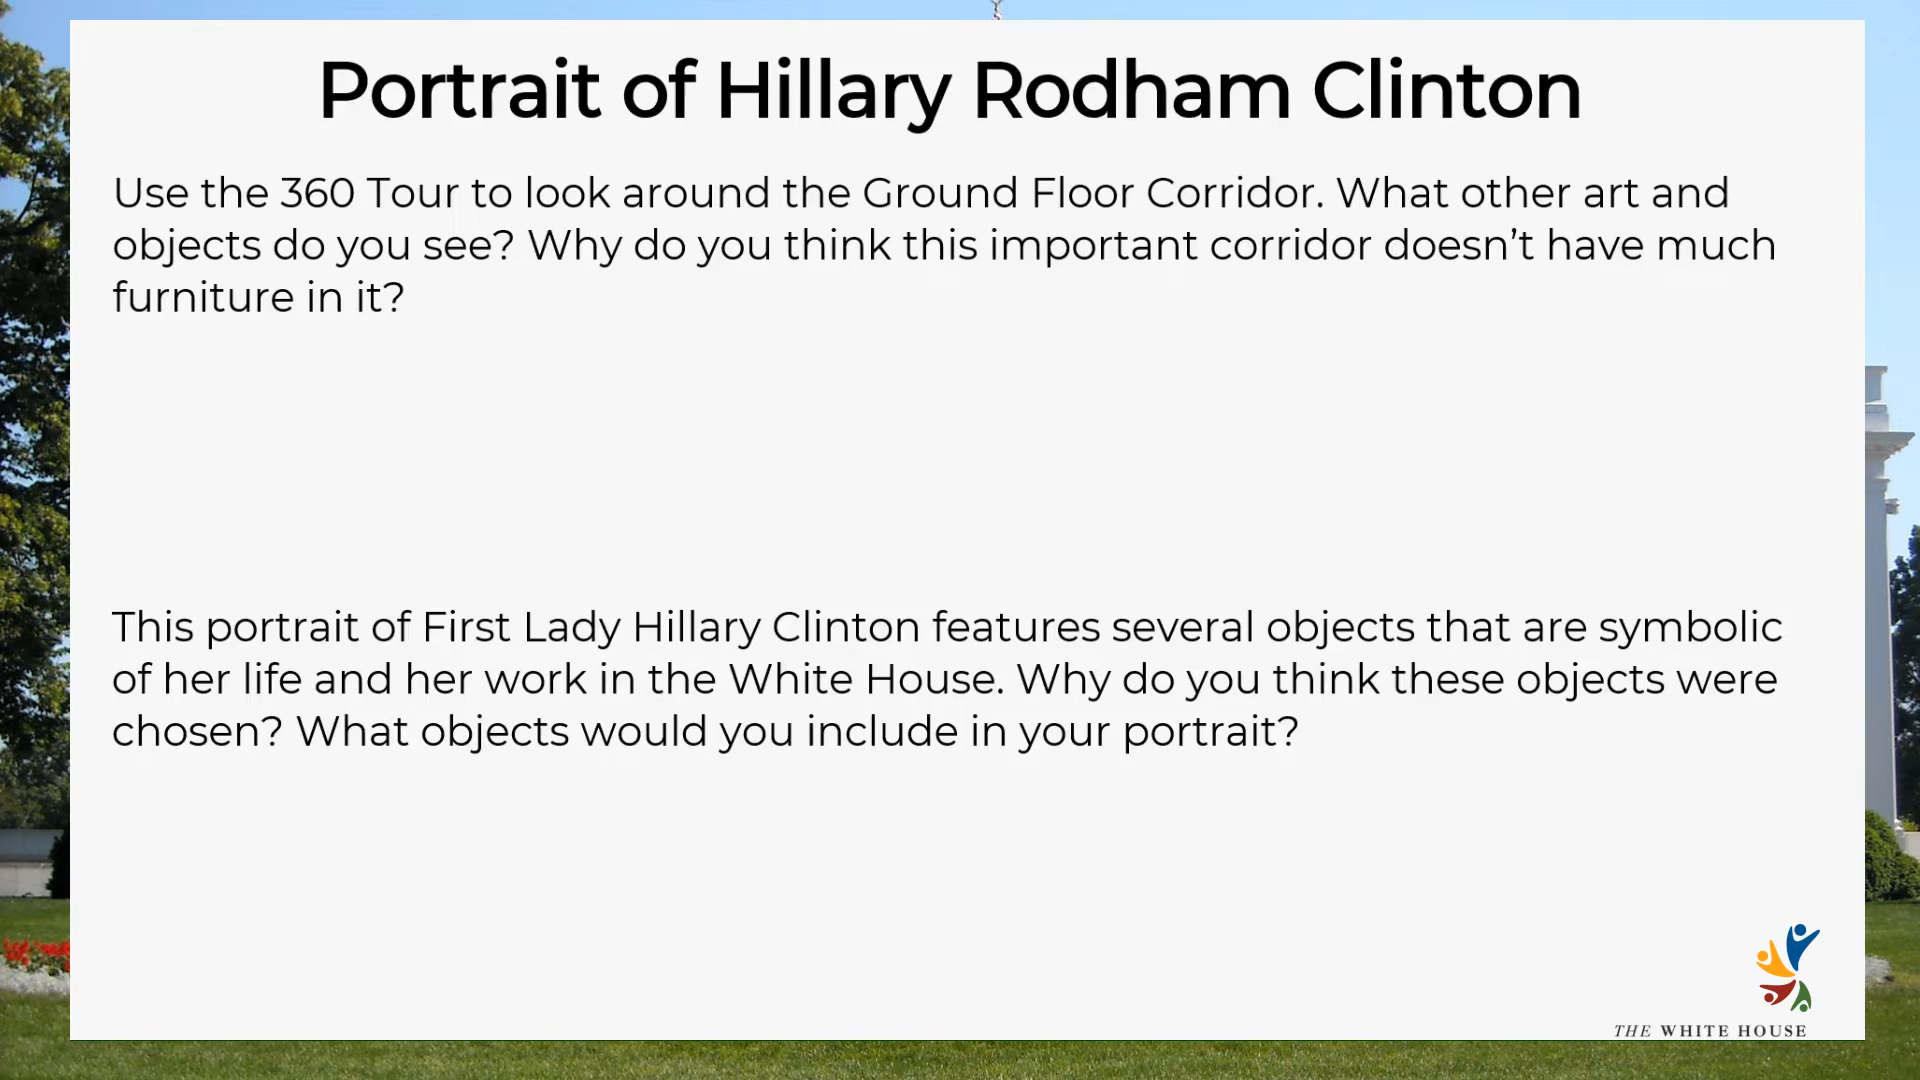 Portrait of Hillary Rodham Clinton
Use the 360 Tour to look around the Ground Floor Corridor. What other art and
objects do you see? Why do you think this important corridor doesn’t have much
furniture in it?
This portrait of First Lady Hillary Clinton features several objects that are symbolic
of her life and her work in the White House. Why do you think these objects were
chosen? What objects would you include in your portrait?
THE WHITE HOUSE